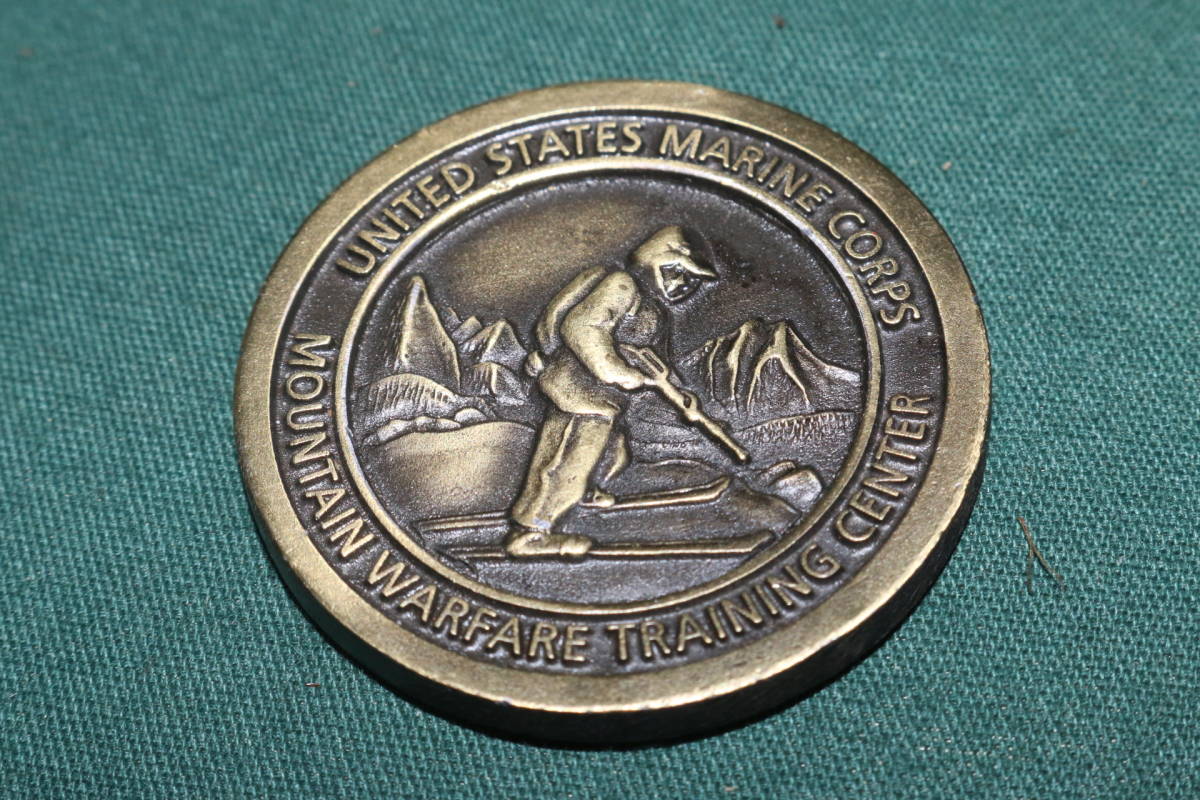 UNITED STATES MARINE CORPS
MOUNTAIN WARFARE TRAINING CENTER